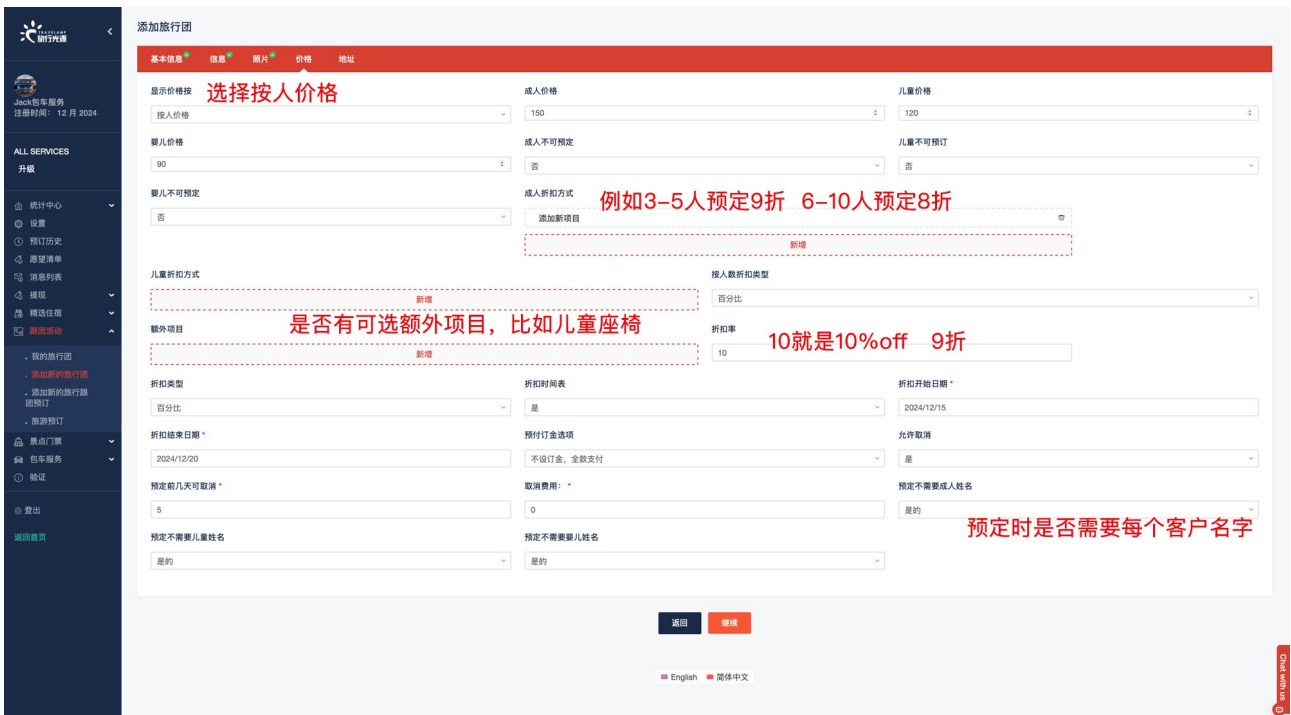 TRAVELAMP
旅行光源
Jack包车服务
注册时间： 12 月 2024
ALL SERVICES
升级
统计中心
设置
预订历史
愿望清单
消息列表
提现
精选住宿
跟团活动
. 我的旅行团
. 添加新的旅行团
. 添加新的旅行跟
团预订
. 旅游预订
景点门票
包车服务
验证
登出
返回首页
添加旅行团
基本信息 信息 照片 价格 地址
显示价格按 选择按人价格 成人价格 儿童价格
按人价格 150 120
婴儿价格 成人不可预定 儿童不可预订
90 否 否
婴儿不可预定 成人折扣方式 例如3-5人预定9折 6-10人预定8折
否 添加新项目
新增
儿童折扣方式 按人数折扣类型
新增 百分比
额外项目 是否有可选额外项目，比如儿童座椅 折扣率
新增 10 10就是10%off 9折
折扣类型 折扣时间表 折扣开始日期 *
百分比 是 2024/12/15
折扣结束日期 * 预付订金选项 允许取消
2024/12/20 不设订金，全款支付 是
预定前几天可取消 * 取消费用： * 预定不需要成人姓名
5 0 是的
预定时是否需要每个客户名字
预定不需要儿童姓名 预定不需要婴儿姓名
是的 是的
返回 继续
English 简体中文
Chat with us